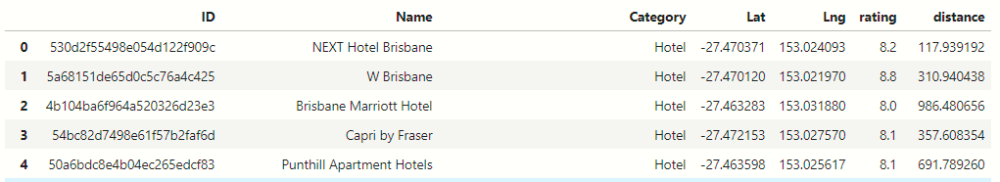 ID Name Category Lat Lng rating distance
0 530d2f55498e054d122f909c NEXT Hotel Brisbane Hotel -27.470371 153.024093 8.2 117.939192
1 5a68151de65d0c5c76a4c425 W Brisbane Hotel -27.470120 153.021970 8.8 310.940438
2 4b104ba6f964a520326d23e3 Brisbane Marriott Hotel Hotel -27.463283 153.031880 8.0 986.480656
3 54bc82d7498e61f57b2faf6d Capri by Fraser Hotel -27.472153 153.027570 8.1 357.608354
4 50a6bdc8e4b04ec265edcf83 Punthill Apartment Hotels Hotel -27.463598 153.025617 8.1 691.789260